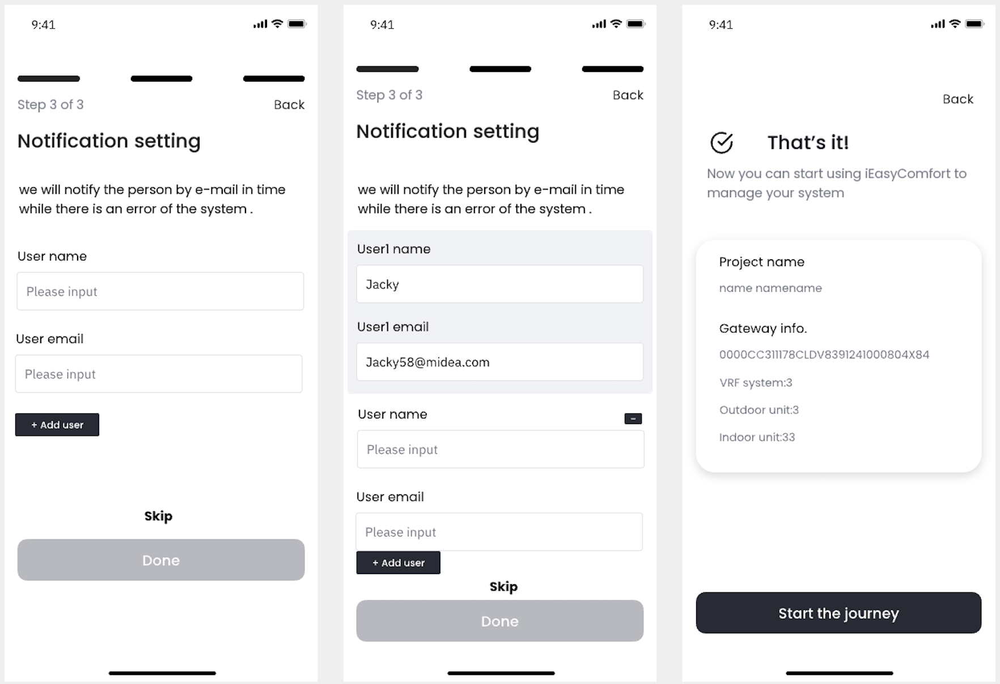 9:41
Step 3 of 3
Back
Notification setting
we will notify the person by e-mail in time
while there is an error of the system .
User name
Please input
User email
Please input
+ Add user
Skip
Done
9:41
Step 3 of 3
Back
Notification setting
we will notify the person by e-mail in time
while there is an error of the system .
User1 name
Jacky
User1 email
Jacky58@midea.com
User name
-
Please input
User email
Please input
+ Add user
Skip
Done
9:41
Back
That’s it!
Now you can start using iEasyComfort to
manage your system
Project name
name namename
Gateway info.
0000CC311178CLDV8391241000804X84
VRF system:3
Outdoor unit:3
Indoor unit:33
Start the journey